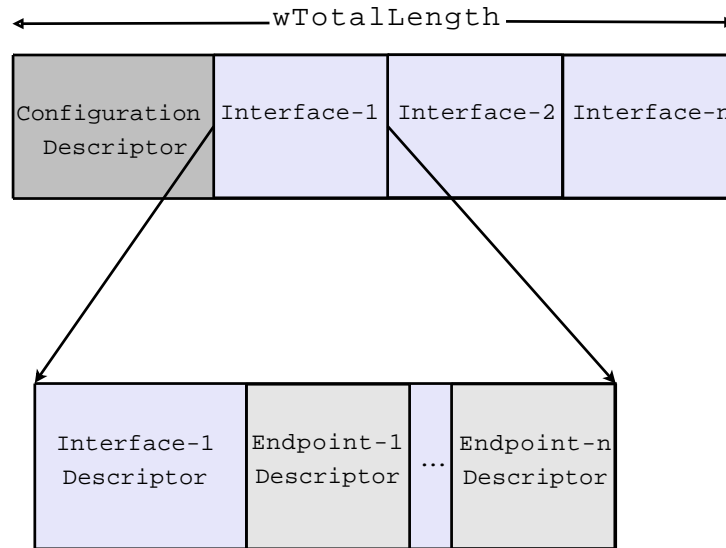 wTotalLength
Configuration
Descriptor
Interface-1
Interface-2
Interface-n
Interface-1
Descriptor
Endpoint-1
Descriptor
...
Endpoint-n
Descriptor